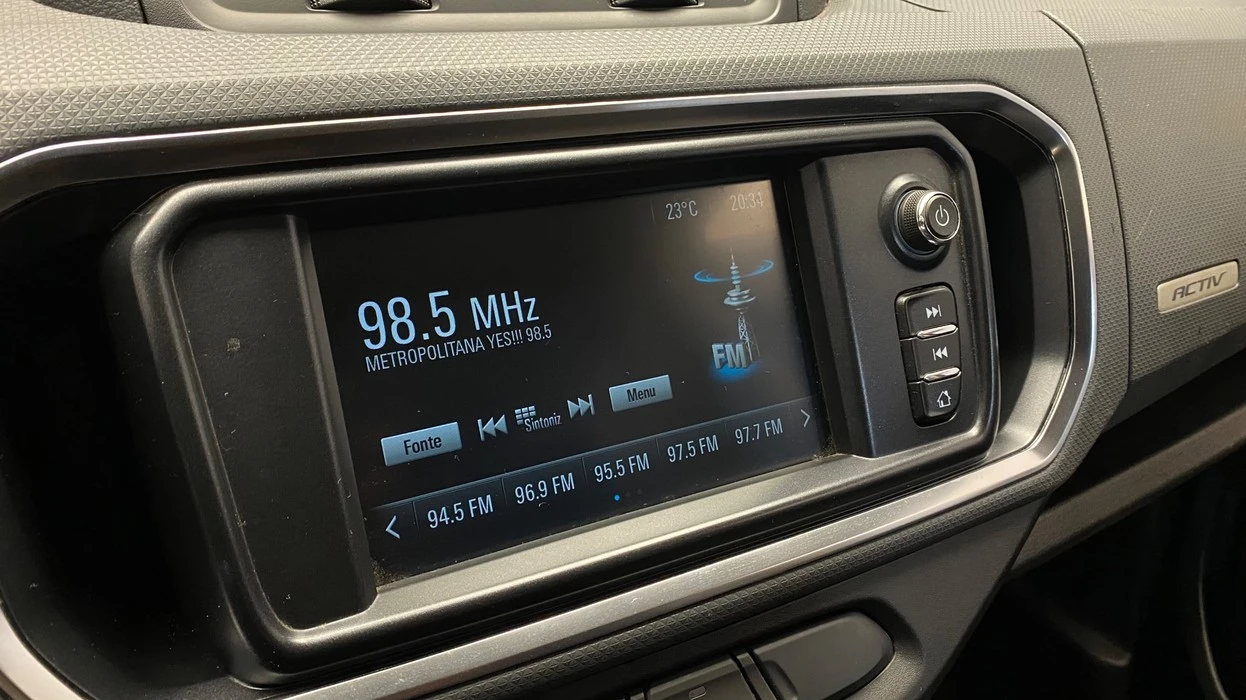 23°C 20:34
98.5 MHz
METROPOLITANA YES!!! 98.5
FM
Fonte Sintoniz Menu
94.5 FM 96.9 FM 95.5 FM 97.5 FM 97.7 FM
ACTIV